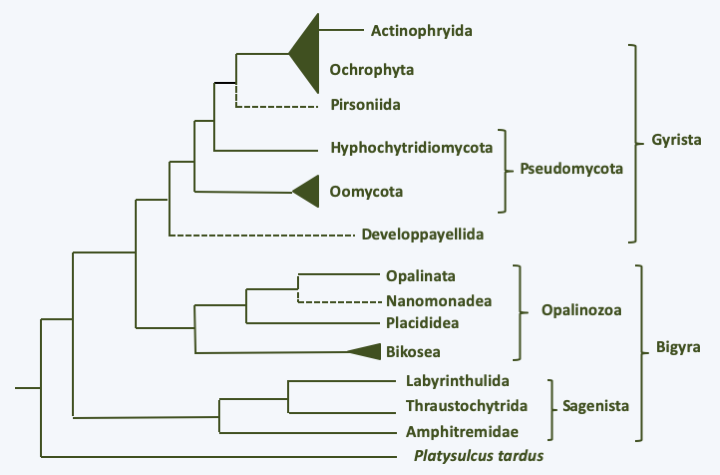 Actinophryida
Ochrophyta
Pirsoniida
Hyphochytridiomycota
Gyrista
Pseudomycota
Oomycota
Developpayellida
Opalinata
Nanomonadea
Opalinozoa
Placididea
Bikosea
Bigyra
Labyrinthulida
Thraustochytrida
Sagenista
Amphitremidae
Platysulcus tardus